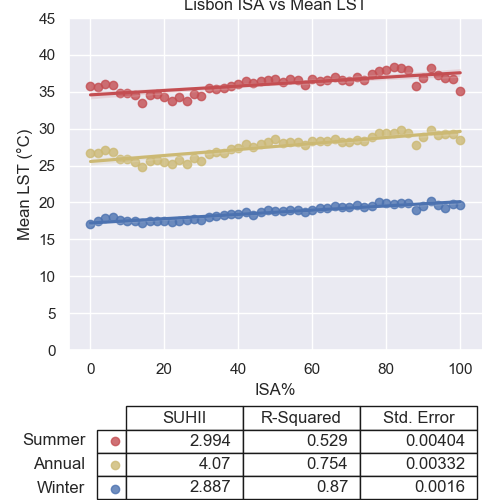 Lisbon ISA vs Mean LST
45
40
35
30
25
20
15
10
5
0
Mean LST (°C)
0 20 40 60 80 100
ISA%
SUHII R-Squared Std. Error
Summer 2.994 0.529 0.00404
Annual 4.07 0.754 0.00332
Winter 2.887 0.87 0.0016